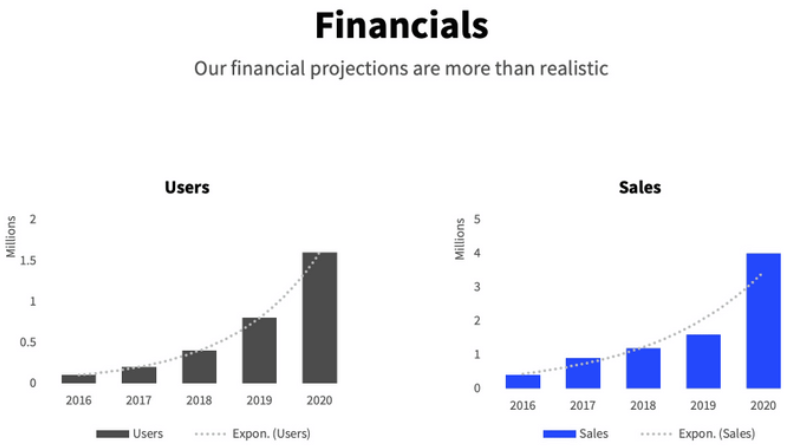 Financials
Our financial projections are more than realistic
Users
Millions
2
1.5
1
0.5
0
2016 2017 2018 2019 2020
Users Expon. (Users)
Sales
Millions
5
4
3
2
1
0
2016 2017 2018 2019 2020
Sales Expon. (Sales)